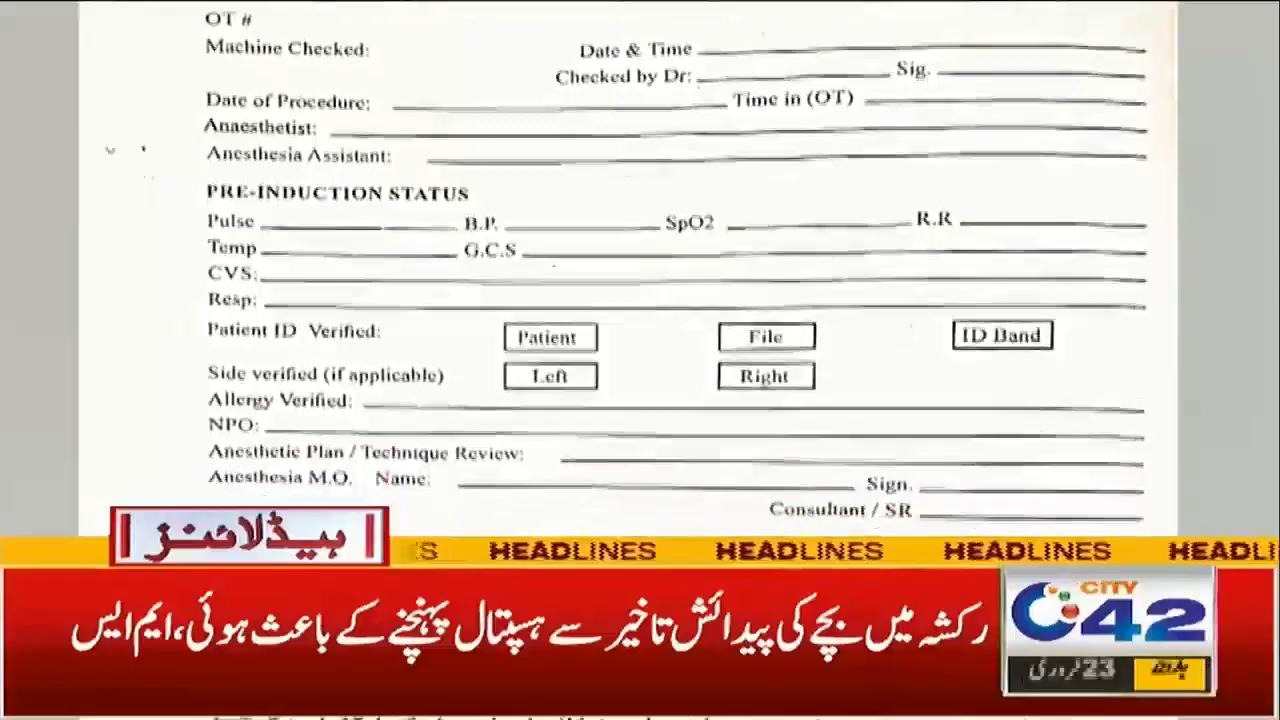 OT #
Machine Checked: Date & Time
Checked by Dr: Sig.
Date of Procedure: Time in (OT)
Anaesthetist:
Anesthesia Assistant:
PRE-INDUCTION STATUS
Pulse B.P. SpO2 R.R
Temp G.C.S
CVS:
Resp:
Patient ID Verified: Patient File ID Band
Side verified (if applicable) Left Right
Allergy Verified:
NPO:
Anesthetic Plan / Technique Review:
Anesthesia M.O. Name: Sign.
Consultant / SR
ہیڈلائنز
HEADLINES HEADLINES HEADLINES HEADLI
رکشہ میں بچے کی پیدائش تاخیر سے ہسپتال پہنچنے کے باعث ہوئی، ایم ایس
CITY
42
23 فروری